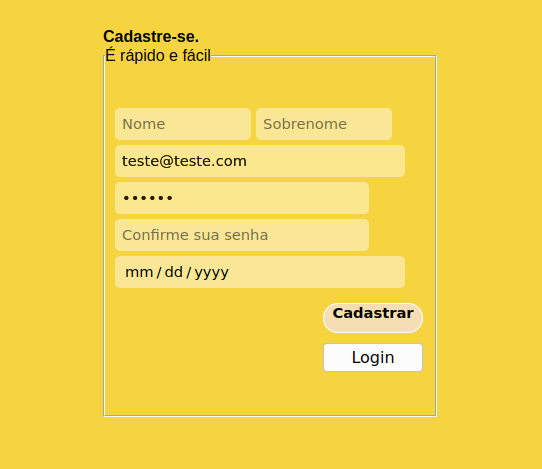 Cadastre-se.
É rápido e fácil
Nome Sobrenome
teste@teste.com
••••••
Confirme sua senha
mm/dd/yyyy
Cadastrar
Login